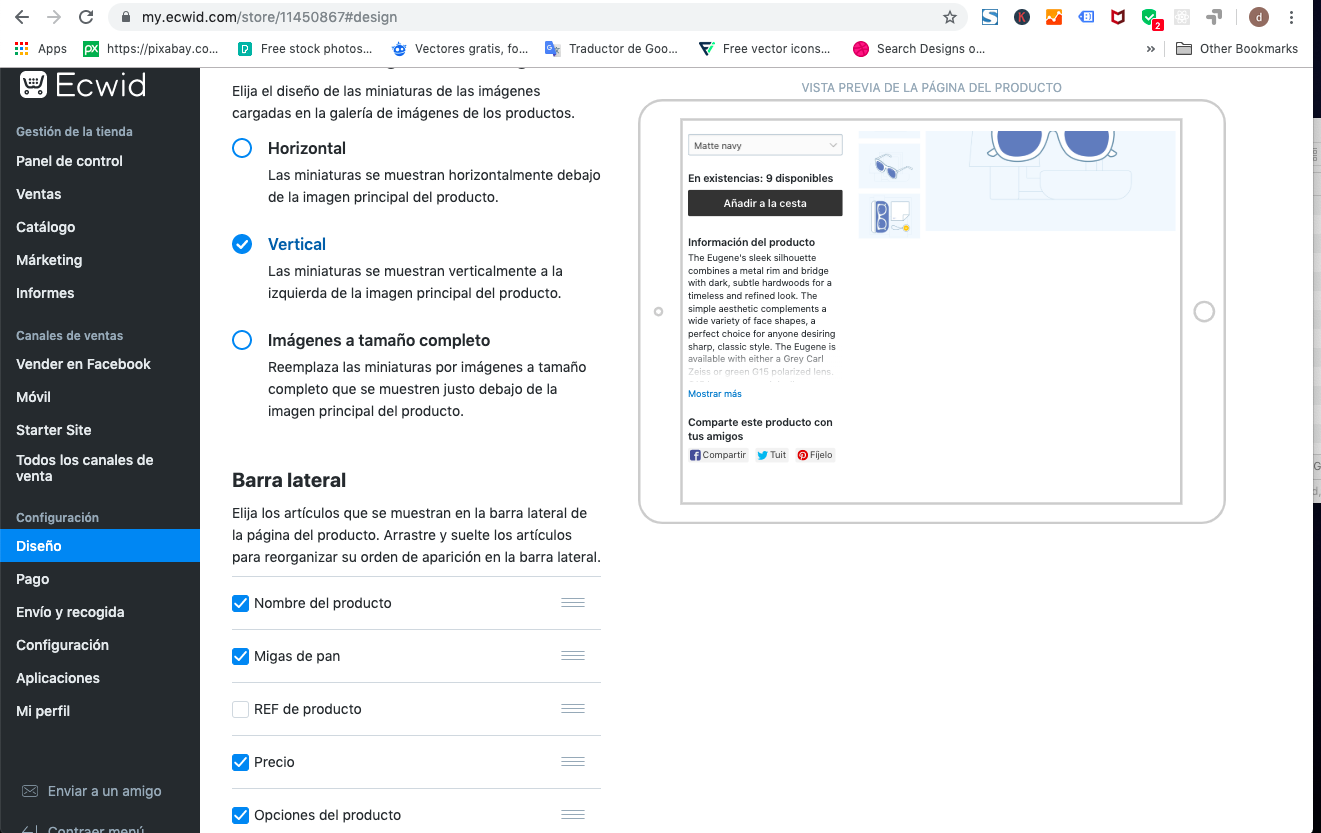 my.ecwid.com/store/11450867#design
d
2
Apps
https://pixabay.co...
Free stock photos...
Vectores gratis, fo...
Traductor de Goo...
Free vector icons...
Search Designs o...
»
Other Bookmarks
Ecwid
Gestión de la tienda
Panel de control
Ventas
Catálogo
Márketing
Informes
Canales de ventas
Vender en Facebook
Móvil
Starter Site
Todos los canales de
venta
Configuración
Diseño
Pago
Envío y recogida
Configuración
Aplicaciones
Mi perfil
Enviar a un amigo
Contraer menú
Elija el diseño de las miniaturas de las imágenes
cargadas en la galería de imágenes de los productos.
Horizontal
Las miniaturas se muestran horizontalmente debajo
de la imagen principal del producto.
Vertical
Las miniaturas se muestran verticalmente a la
izquierda de la imagen principal del producto.
Imágenes a tamaño completo
Reemplaza las miniaturas por imágenes a tamaño
completo que se muestren justo debajo de la
imagen principal del producto.
Barra lateral
Elija los artículos que se muestran en la barra lateral de
la página del producto. Arrastre y suelte los artículos
para reorganizar su orden de aparición en la barra lateral.
Nombre del producto
Migas de pan
REF de producto
Precio
Opciones del producto
VISTA PREVIA DE LA PÁGINA DEL PRODUCTO
Matte navy
En existencias: 9 disponibles
Añadir a la cesta
Información del producto
The Eugene's sleek silhouette
combines a metal rim and bridge
with dark, subtle hardwoods for a
timeless and refined look. The
simple aesthetic complements a
wide variety of face shapes, a
perfect choice for anyone desiring
sharp, classic style. The Eugene is
available with either a Grey Carl
Zeiss or green G15 polarized lens.
Mostrar más
Comparte este producto con
tus amigos
Compartir
Tuit
Fíjelo